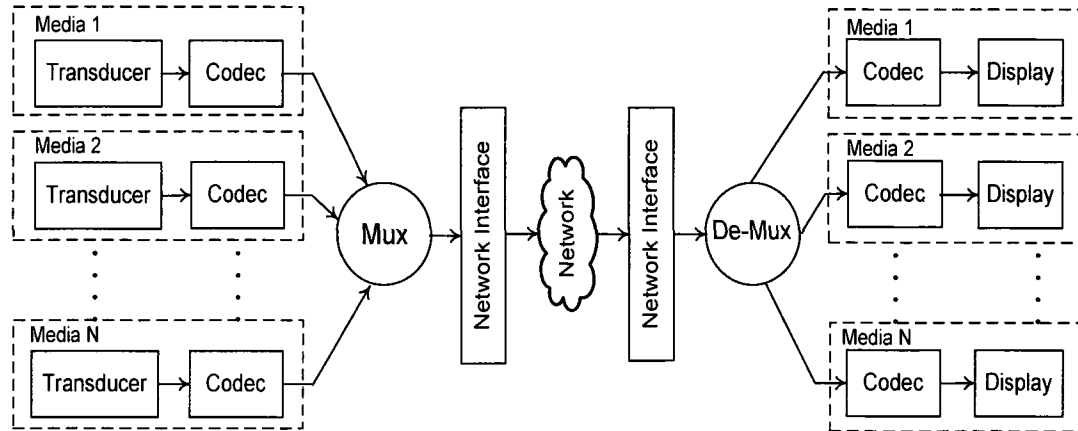 Media 1
Transducer
Codec
Media 2
Transducer
Codec
Media N
Transducer
Codec
Mux
Network Interface
Network
Network Interface
De-Mux
Media 1
Codec
Display
Media 2
Codec
Display
Media N
Codec
Display